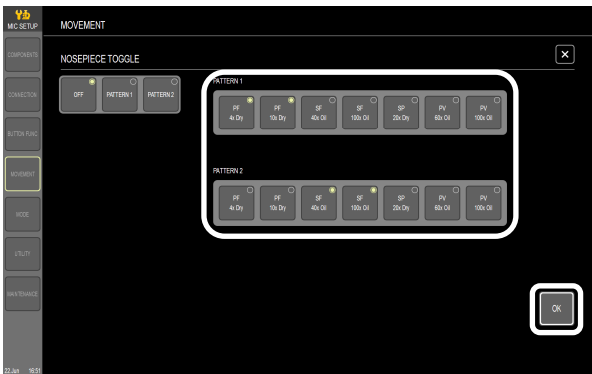 MIC SETUP
MOVEMENT
COMPONENTS
NOSEPIECE TOGGLE
OFF
PATTERN 1
PATTERN 2
PATTERN 1
PF 4x Dry
PF 10x Dry
SF 40x Oil
SF 100x Oil
SP 20x Dry
PV 60x Oil
PV 100x Oil
PATTERN 2
PF 4x Dry
PF 10x Dry
SF 40x Oil
SF 100x Oil
SP 20x Dry
PV 60x Oil
PV 100x Oil
CONNECTION
BUTTON FUNC
MOVEMENT
MODE
UTILITY
MAINTENANCE
OK
22.Jun 16:51